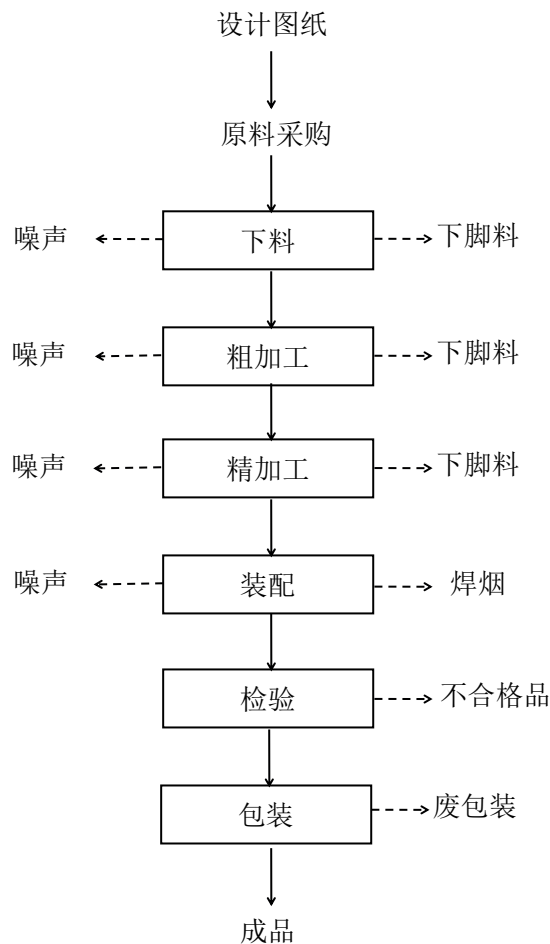 设计图纸
原料采购
噪声 下料 下脚料
噪声 粗加工 下脚料
噪声 精加工 下脚料
噪声 装配 焊烟
检验 不合格品
包装 废包装
成品